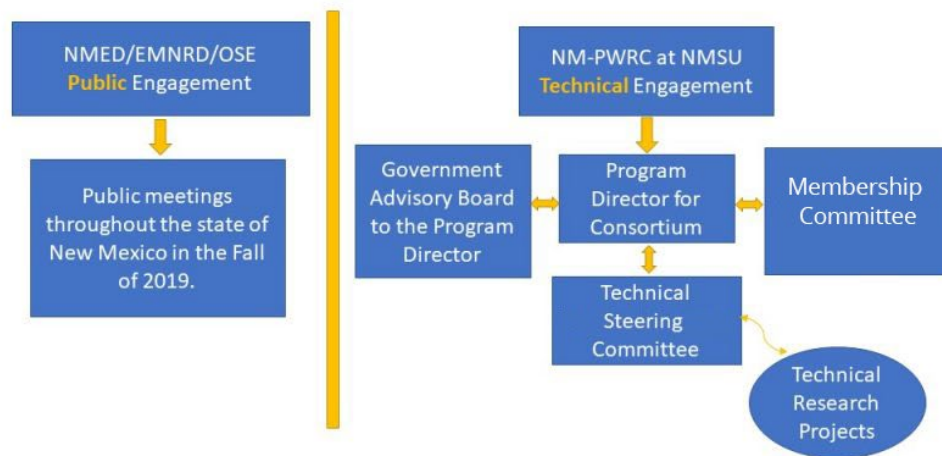 NMED/EMNRD/OSE
Public Engagement
Public meetings
throughout the state of
New Mexico in the Fall
of 2019.
NM-PWRC at NMSU
Technical Engagement
Government
Advisory Board
to the Program
Director
Program
Director for
Consortium
Membership
Committee
Technical
Steering
Committee
Technical
Research
Projects